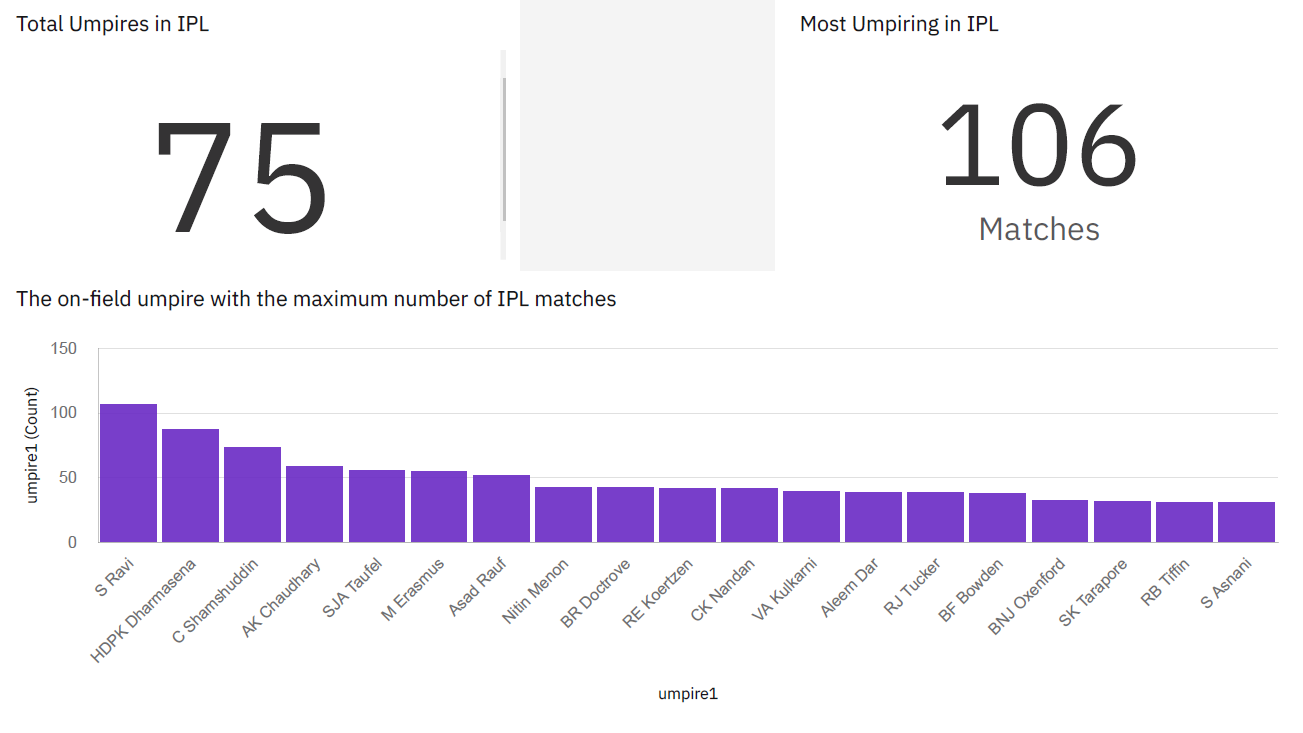 Total Umpires in IPL
75
Most Umpiring in IPL
106
Matches
The on-field umpire with the maximum number of IPL matches
umpire1 (Count)
150
100
50
0
S Ravi
HDPK Dharmasena
C Shamshuddin
AK Chaudhary
SJA Taufel
M Erasmus
Asad Rauf
Nitin Menon
BR Doctrove
RE Koertzen
CK Nandan
VA Kulkarni
Aleem Dar
RJ Tucker
BF Bowden
BNJ Oxenford
SK Tarapore
RB Tiffin
S Asnani
umpire1